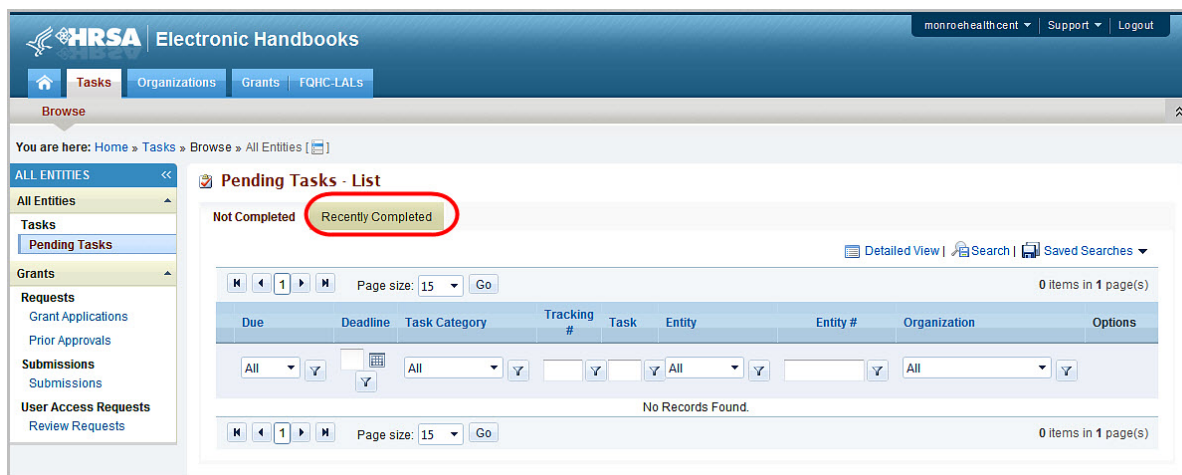 monroehealthcent Support Logout
HRSA Electronic Handbooks
Tasks Organizations Grants FQHC-LALs
Browse
You are here: Home » Tasks » Browse » All Entities [ ]
ALL ENTITIES «
All Entities
Tasks
Pending Tasks
Grants
Requests
Grant Applications
Prior Approvals
Submissions
Submissions
User Access Requests
Review Requests
Pending Tasks - List
Not Completed Recently Completed
Detailed View | Search | Saved Searches
1 Page size: 15 Go 0 items in 1 page(s)
Due Deadline Task Category Tracking # Task Entity Entity # Organization Options
All All All All
No Records Found.
1 Page size: 15 Go 0 items in 1 page(s)